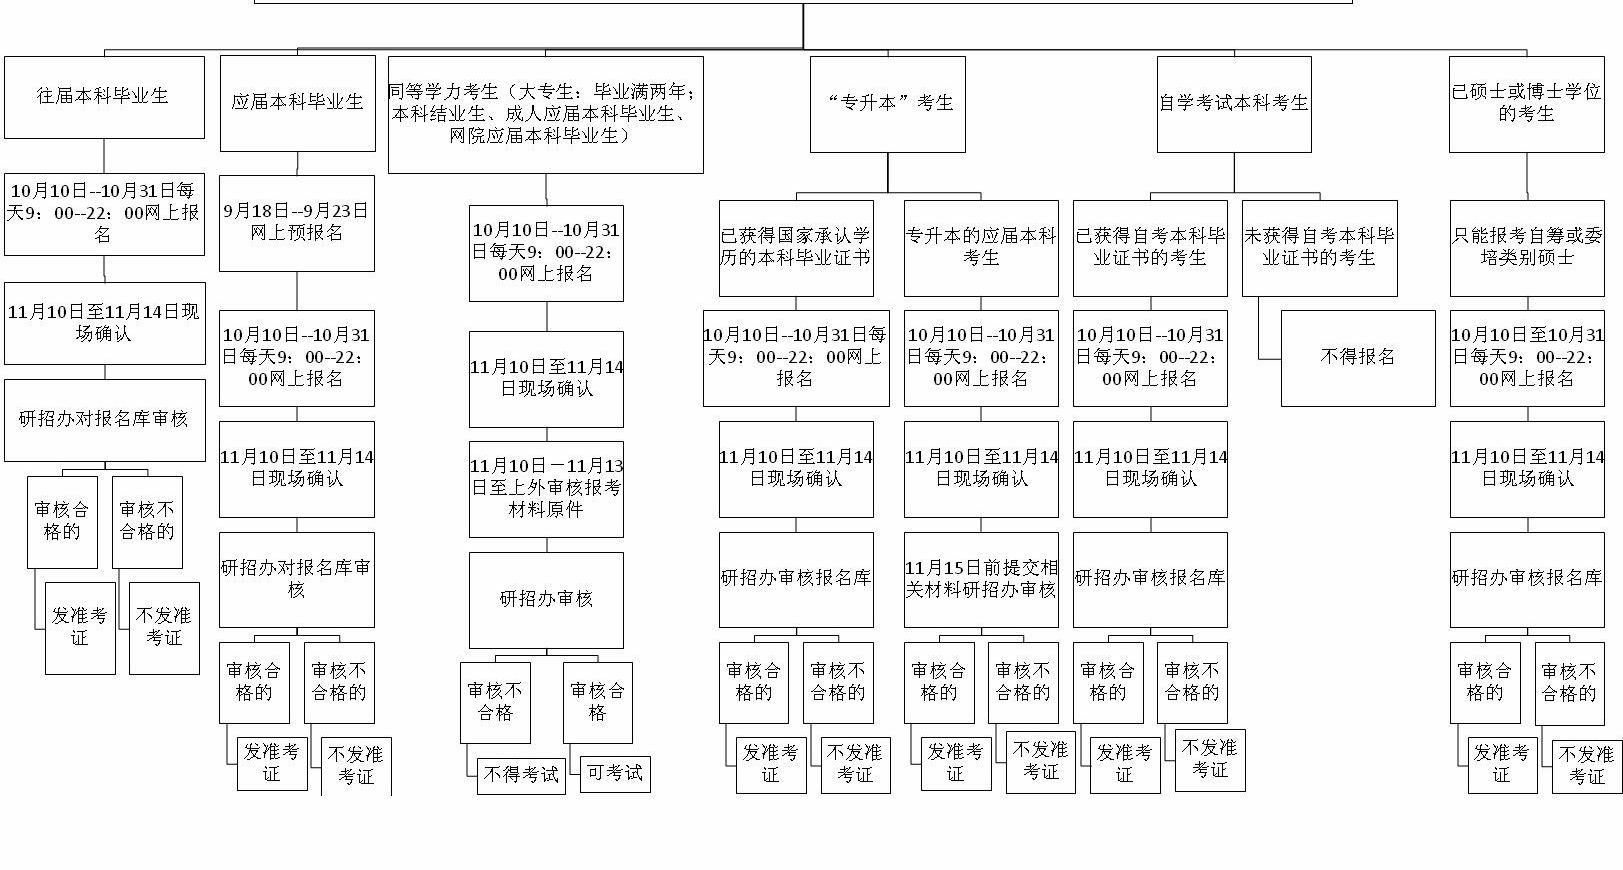 往届本科毕业生
10月10日--10月31日每
天9：00--22：00网上报
名
11月10日至11月14日现
场确认
研招办对报名库审核
审核合
格的
审核不
合格的
发准考
证
不发准
考证
应届本科毕业生
9月18日--9月23日
网上预报名
10月10日--10月31
日每天9：00--22：
00网上报名
11月10日至11月14
日现场确认
研招办对报名库审
核
审核合
格的
审核不
合格的
发准考
证
不发准
考证
同等学力考生（大专生：毕业满两年；
本科结业生、成人应届本科毕业生、
网院应届本科毕业生）
10月10日--10月31
日每天9：00--22：
00网上报名
11月10日至11月14
日现场确认
11月10日－11月13
日至上外审核报考
材料原件
研招办审核
审核不
合格
审核合
格
不得考试
可考试
“专升本”考生
已获得国家承认学
历的本科毕业证书
10月10日--10月31日每
天9：00--22：00网上
报名
11月10日至11月14
日现场确认
研招办审核报名库
审核合
格的
审核不
合格的
发准考
证
不发准
考证
专升本的应届本科
考生
10月10日--10月31
日每天9：00--22：
00网上报名
11月10日至11月14
日现场确认
11月15日前提交相
关材料研招办审核
审核合
格的
审核不
合格的
发准考
证
不发准
考证
自学考试本科考生
已获得自考本科毕
业证书的考生
10月10日--10月31
日每天9：00--22：
00网上报名
11月10日至11月14
日现场确认
研招办审核报名库
审核合
格的
审核不
合格的
发准考
证
不发准
考证
未获得自考本科毕
业证书的考生
不得报名
已硕士或博士学位
的考生
只能报考自筹或委
培类别硕士
10月10日至10月31
日每天9：00--22：
00网上报名
11月10日至11月14
日现场确认
研招办审核报名库
审核合
格的
审核不
合格的
发准考
证
不发准
考证